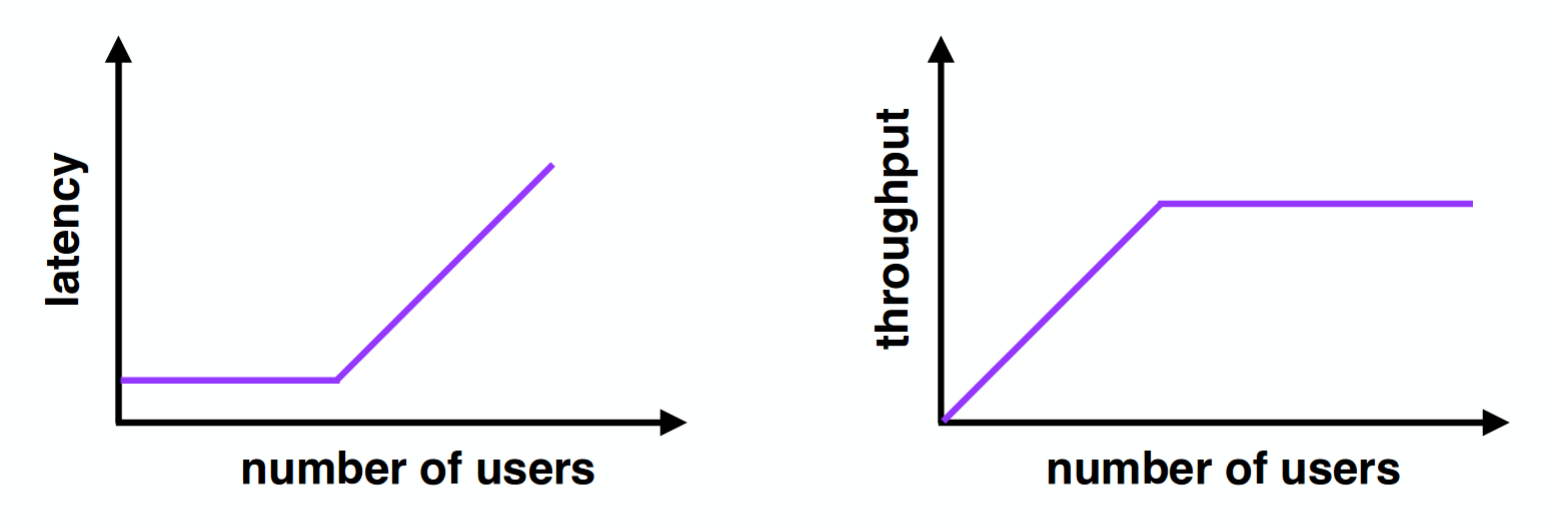 latency
number of users
throughput
number of users